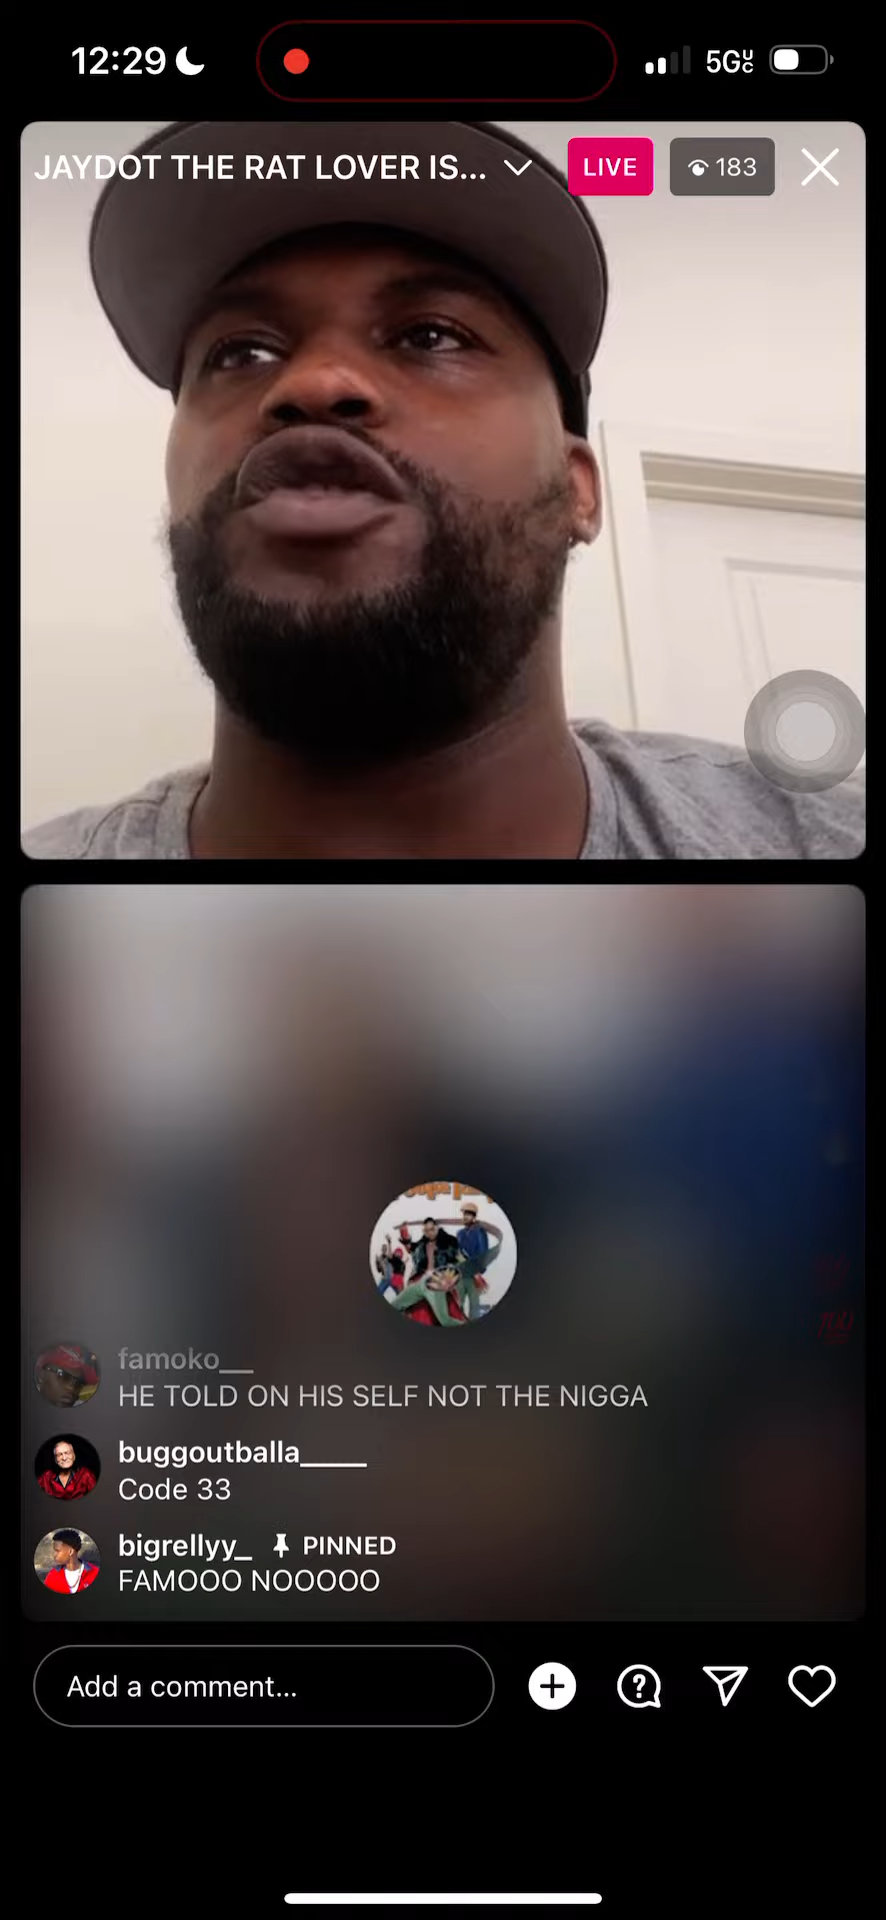 12:29
5G
JAYDOT THE RAT LOVER IS...
LIVE
183
famoko__
HE TOLD ON HIS SELF NOT THE NIGGA
buggoutballa_____
Code 33
bigrellyy_ PINNED
FAMOOO NOOOOO
Add a comment...